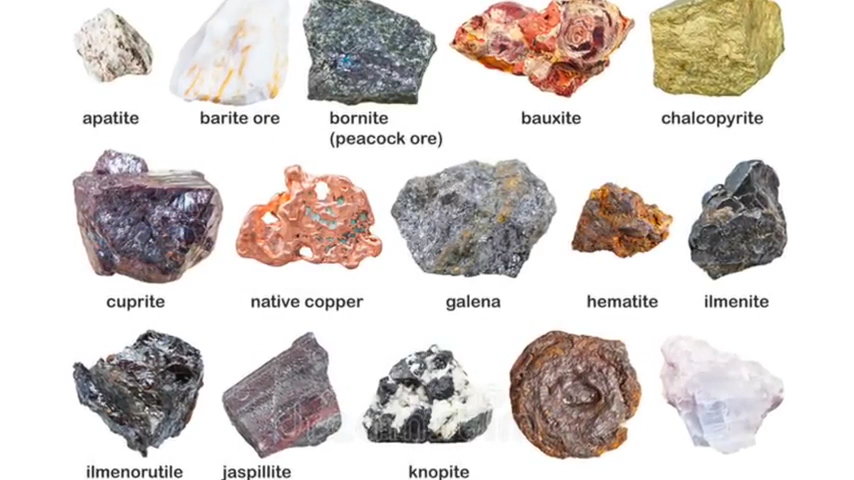 apatite
barite ore
bornite
(peacock ore)
bauxite
chalcopyrite
cuprite
native copper
galena
hematite
ilmenite
ilmenorutile
jaspillite
knopite